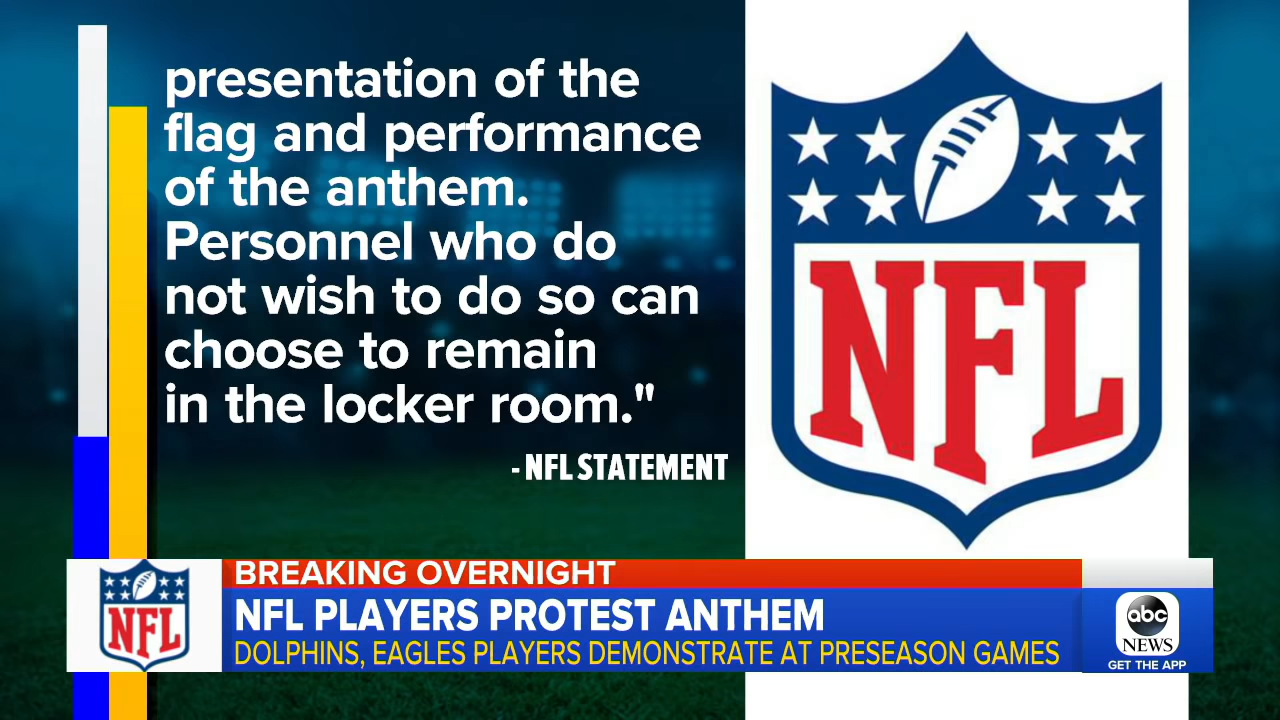 presentation of the
flag and performance
of the anthem.
Personnel who do
not wish to do so can
choose to remain
in the locker room."
- NFL STATEMENT
NFL
NFL
BREAKING OVERNIGHT
NFL PLAYERS PROTEST ANTHEM
DOLPHINS, EAGLES PLAYERS DEMONSTRATE AT PRESEASON GAMES
abc
NEWS
GET THE APP